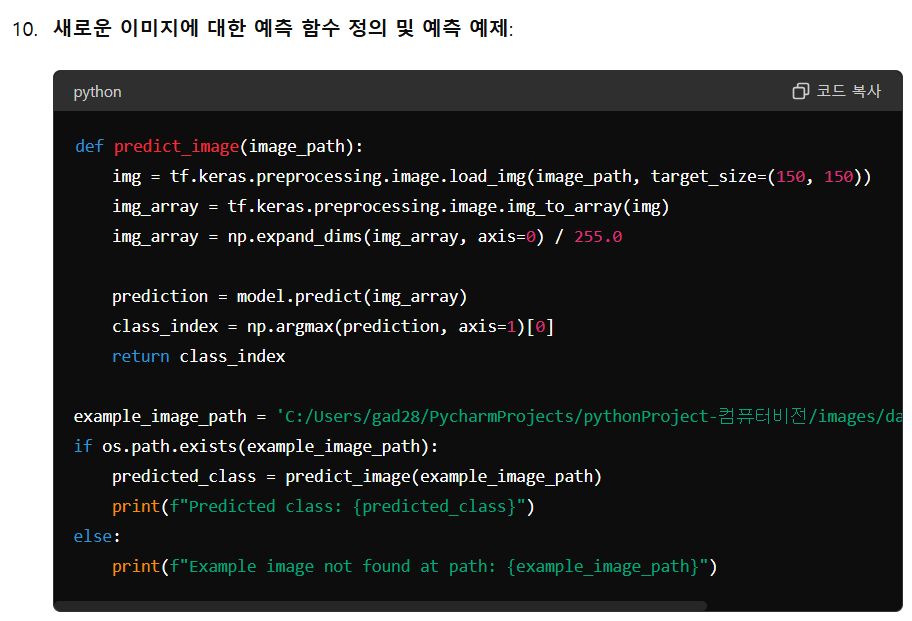 10. 새로운 이미지에 대한 예측 함수 정의 및 예측 예제:
python 코드 복사
def predict_image(image_path):
    img = tf.keras.preprocessing.image.load_img(image_path, target_size=(150, 150))
    img_array = tf.keras.preprocessing.image.img_to_array(img)
    img_array = np.expand_dims(img_array, axis=0) / 255.0
    prediction = model.predict(img_array)
    class_index = np.argmax(prediction, axis=1)[0]
    return class_index
example_image_path = 'C:/Users/gad28/PycharmProjects/pythonProject-컴퓨터비전/images/da
if os.path.exists(example_image_path):
    predicted_class = predict_image(example_image_path)
    print(f"Predicted class: {predicted_class}")
else:
    print(f"Example image not found at path: {example_image_path}")